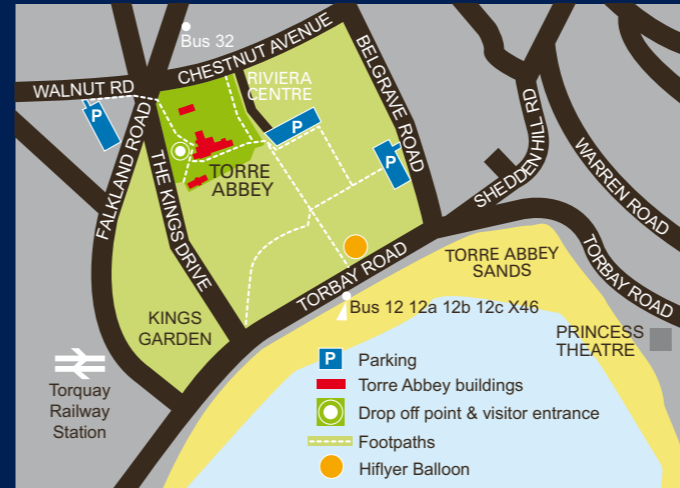 Bus 32
CHESTNUT AVENUE
WALNUT RD
P
RIVIERA
CENTRE
P
BELGRAVE ROAD
P
SHEDDEN HILL RD
WARREN ROAD
FALKLAND ROAD
THE KINGS DRIVE
TORRE
ABBEY
TORBAY ROAD
TORRE ABBEY
SANDS
TORBAY ROAD
KINGS
GARDEN
Bus 12 12a 12b 12c X46
PRINCESS
THEATRE
Torquay
Railway
Station
P Parking
Torre Abbey buildings
Drop off point & visitor entrance
Footpaths
Hiflyer Balloon